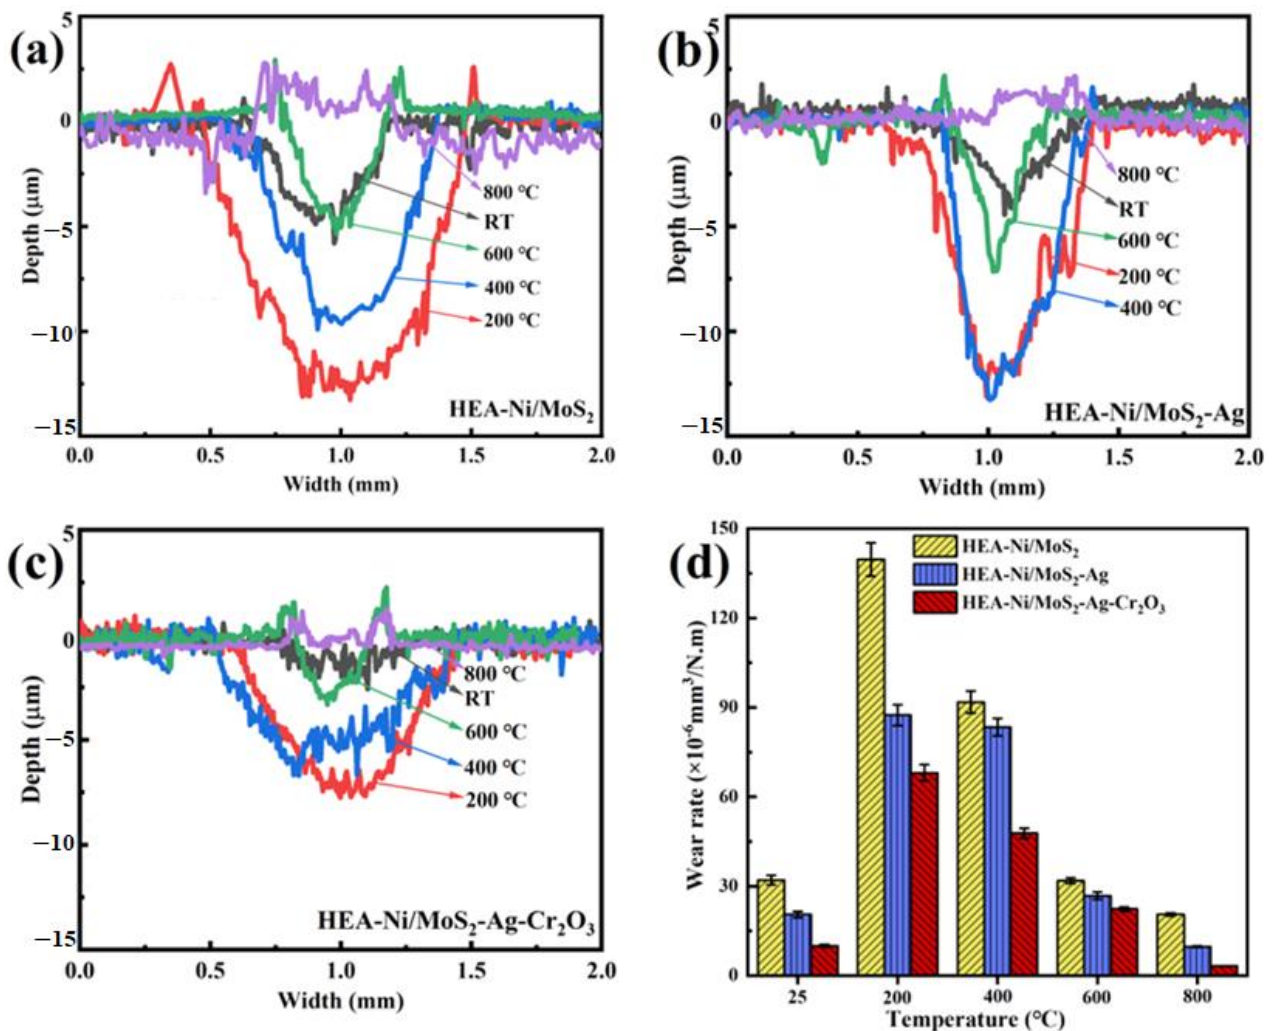 (a)
5
0
−5
−10
−15
Depth (μm)
800 ℃
RT
600 ℃
400 ℃
200 ℃
HEA-Ni/MoS₂
0.0 0.5 1.0 1.5 2.0
Width (mm)
(b)
5
0
−5
−10
−15
Depth (μm)
800 ℃
RT
600 ℃
200 ℃
400 ℃
HEA-Ni/MoS₂-Ag
0.0 0.5 1.0 1.5 2.0
Width (mm)
(c)
5
0
−5
−10
−15
Depth (μm)
800 ℃
RT
600 ℃
400 ℃
200 ℃
HEA-Ni/MoS₂-Ag-Cr₂O₃
0.0 0.5 1.0 1.5 2.0
Width (mm)
(d)
150
120
90
60
30
0
Wear rate (×10⁻⁶mm³/N.m)
HEA-Ni/MoS₂
HEA-Ni/MoS₂-Ag
HEA-Ni/MoS₂-Ag-Cr₂O₃
25 200 400 600 800
Temperature (℃)